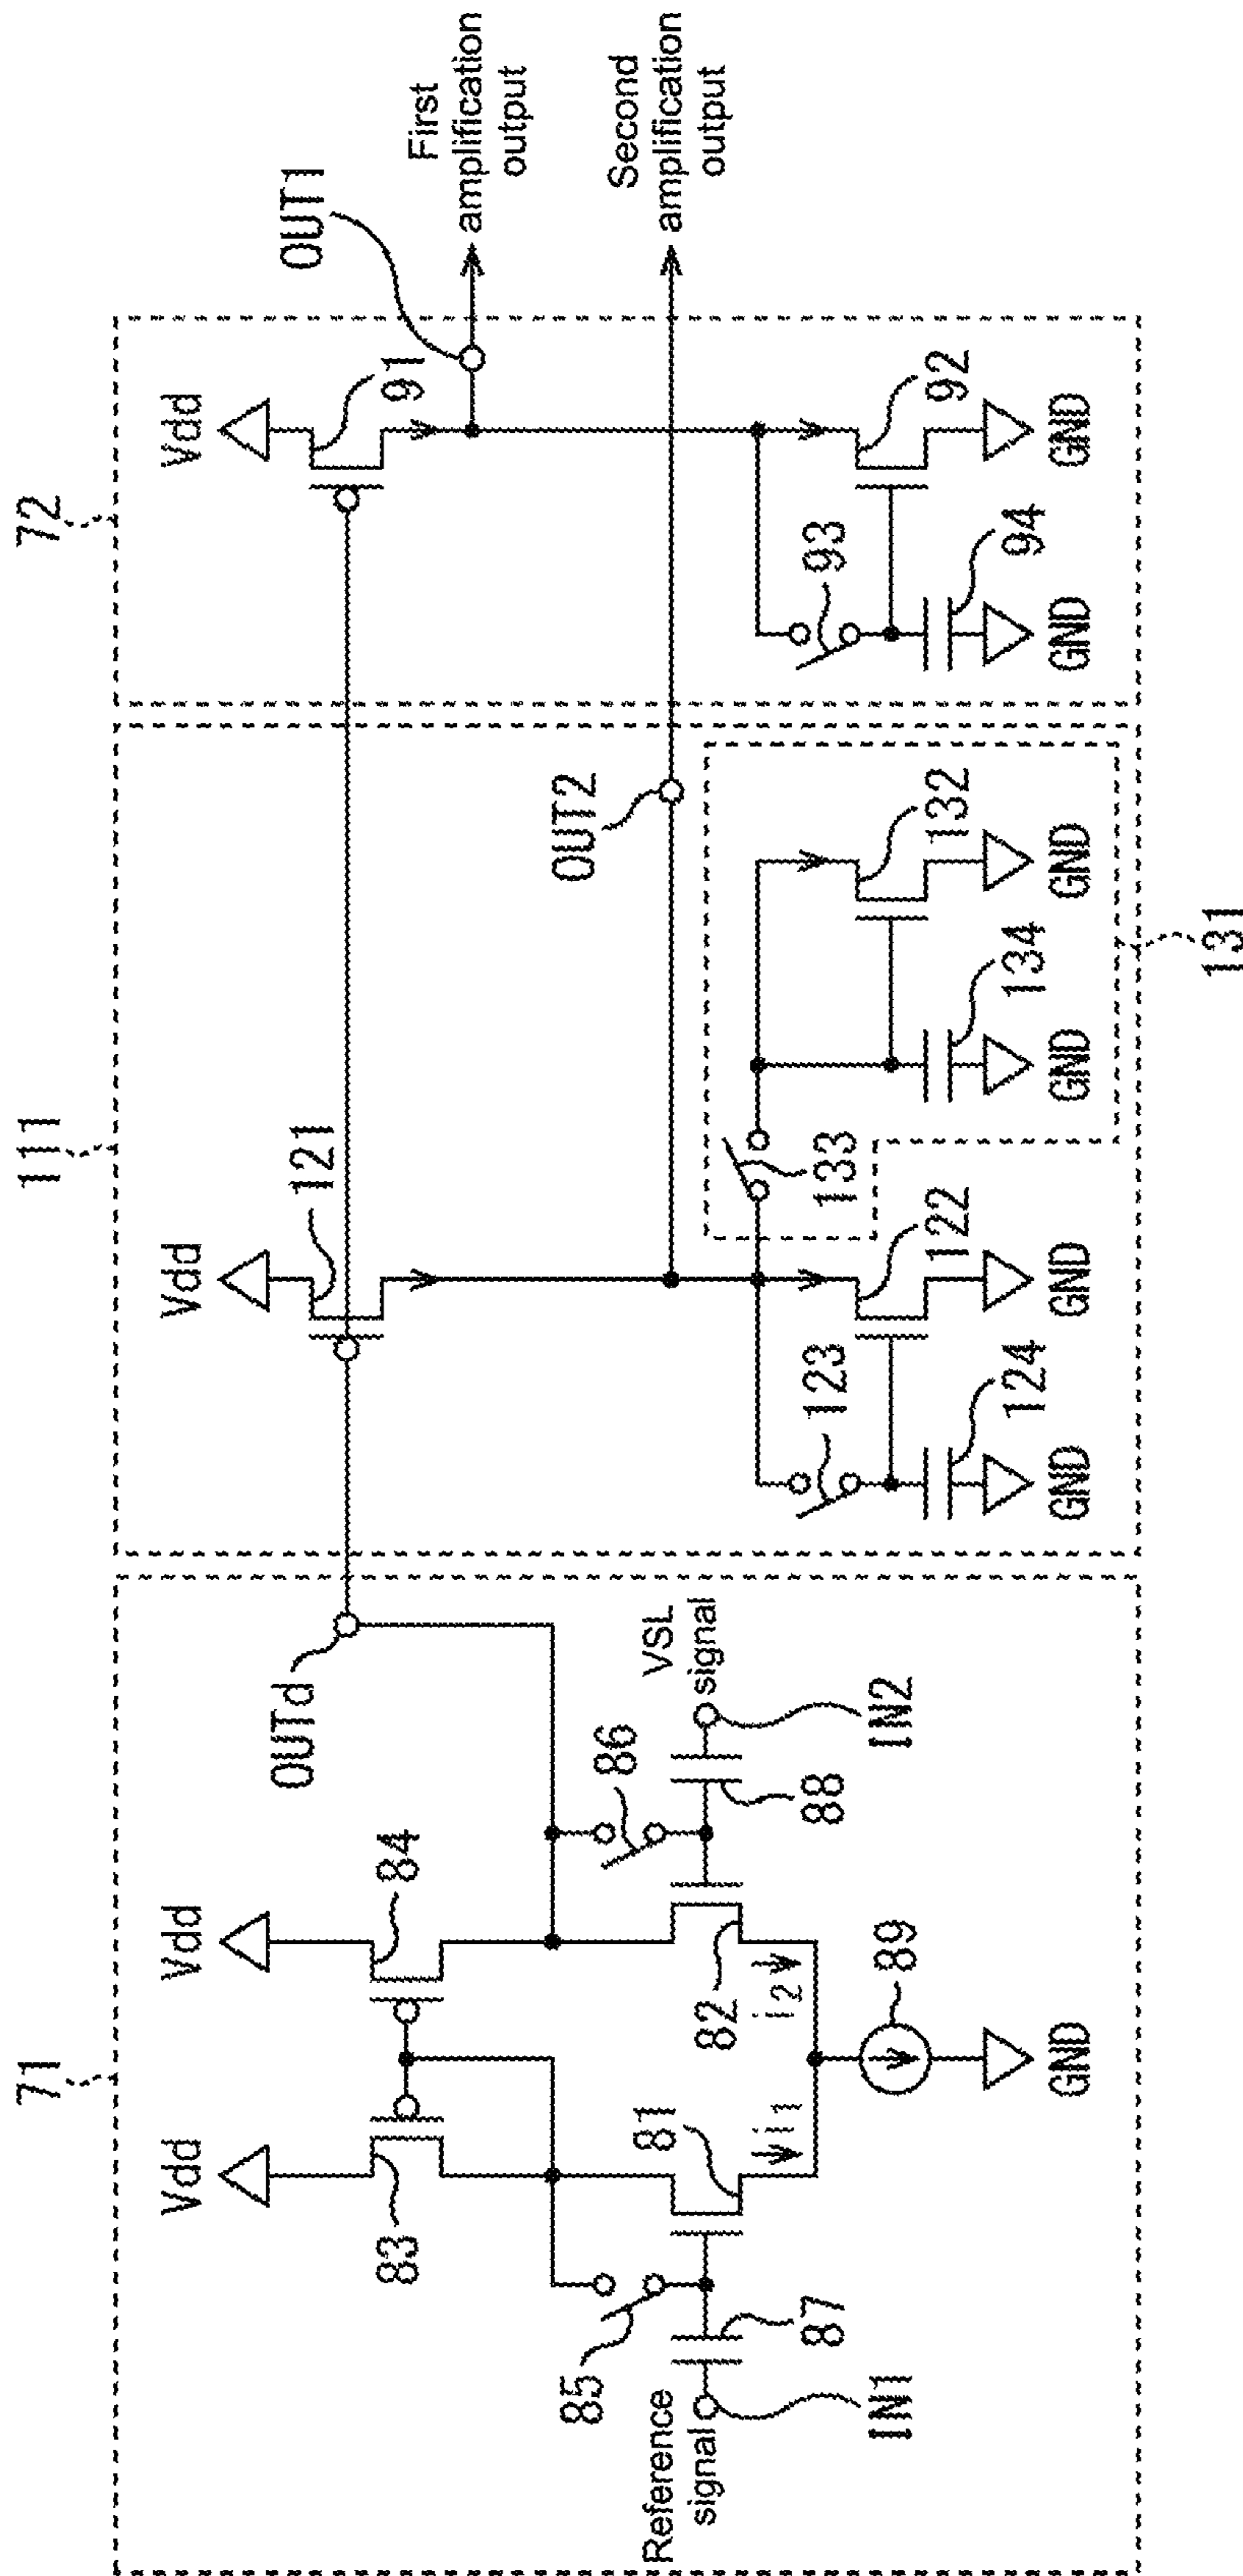 71
111
72
Vdd
Vdd
Vdd
Vdd
83
84
OUTd
121
91
OUT1
First
amplification
output
OUT2
Second
amplification
output
85
86
VSL
signal
Reference
signal
87
IN1
88
IN2
81
82
i1
i2
89
GND
123
133
124
122
134
132
GND
GND
GND
GND
131
93
94
92
GND
GND